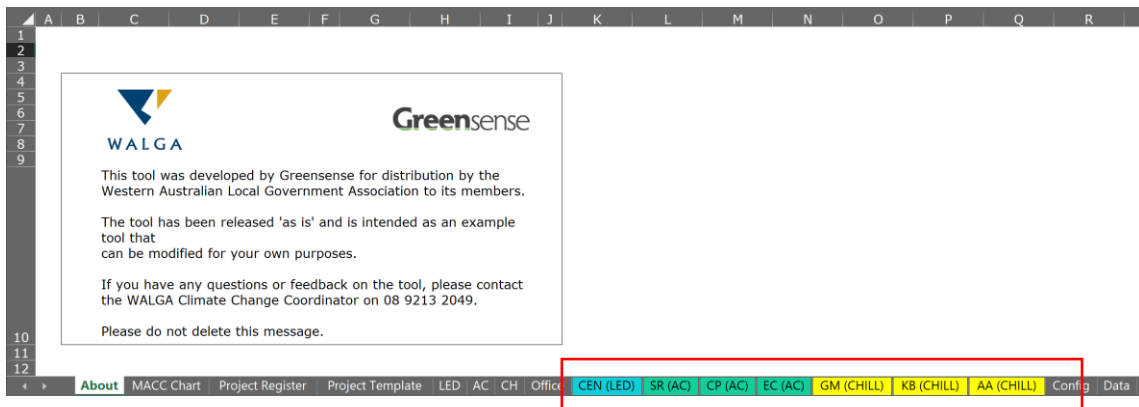 A B C D E F G H I J K L M N O P Q R
1
2
3
4
5
6
7
8
9
10
11
12
WALGA
Greensense
This tool was developed by Greensense for distribution by the
Western Australian Local Government Association to its members.
The tool has been released 'as is' and is intended as an example
tool that
can be modified for your own purposes.
If you have any questions or feedback on the tool, please contact
the WALGA Climate Change Coordinator on 08 9213 2049.
Please do not delete this message.
About MACC Chart Project Register Project Template LED AC CH Office CEN (LED) SR (AC) CP (AC) EC (AC) GM (CHILL) KB (CHILL) AA (CHILL) Config Data